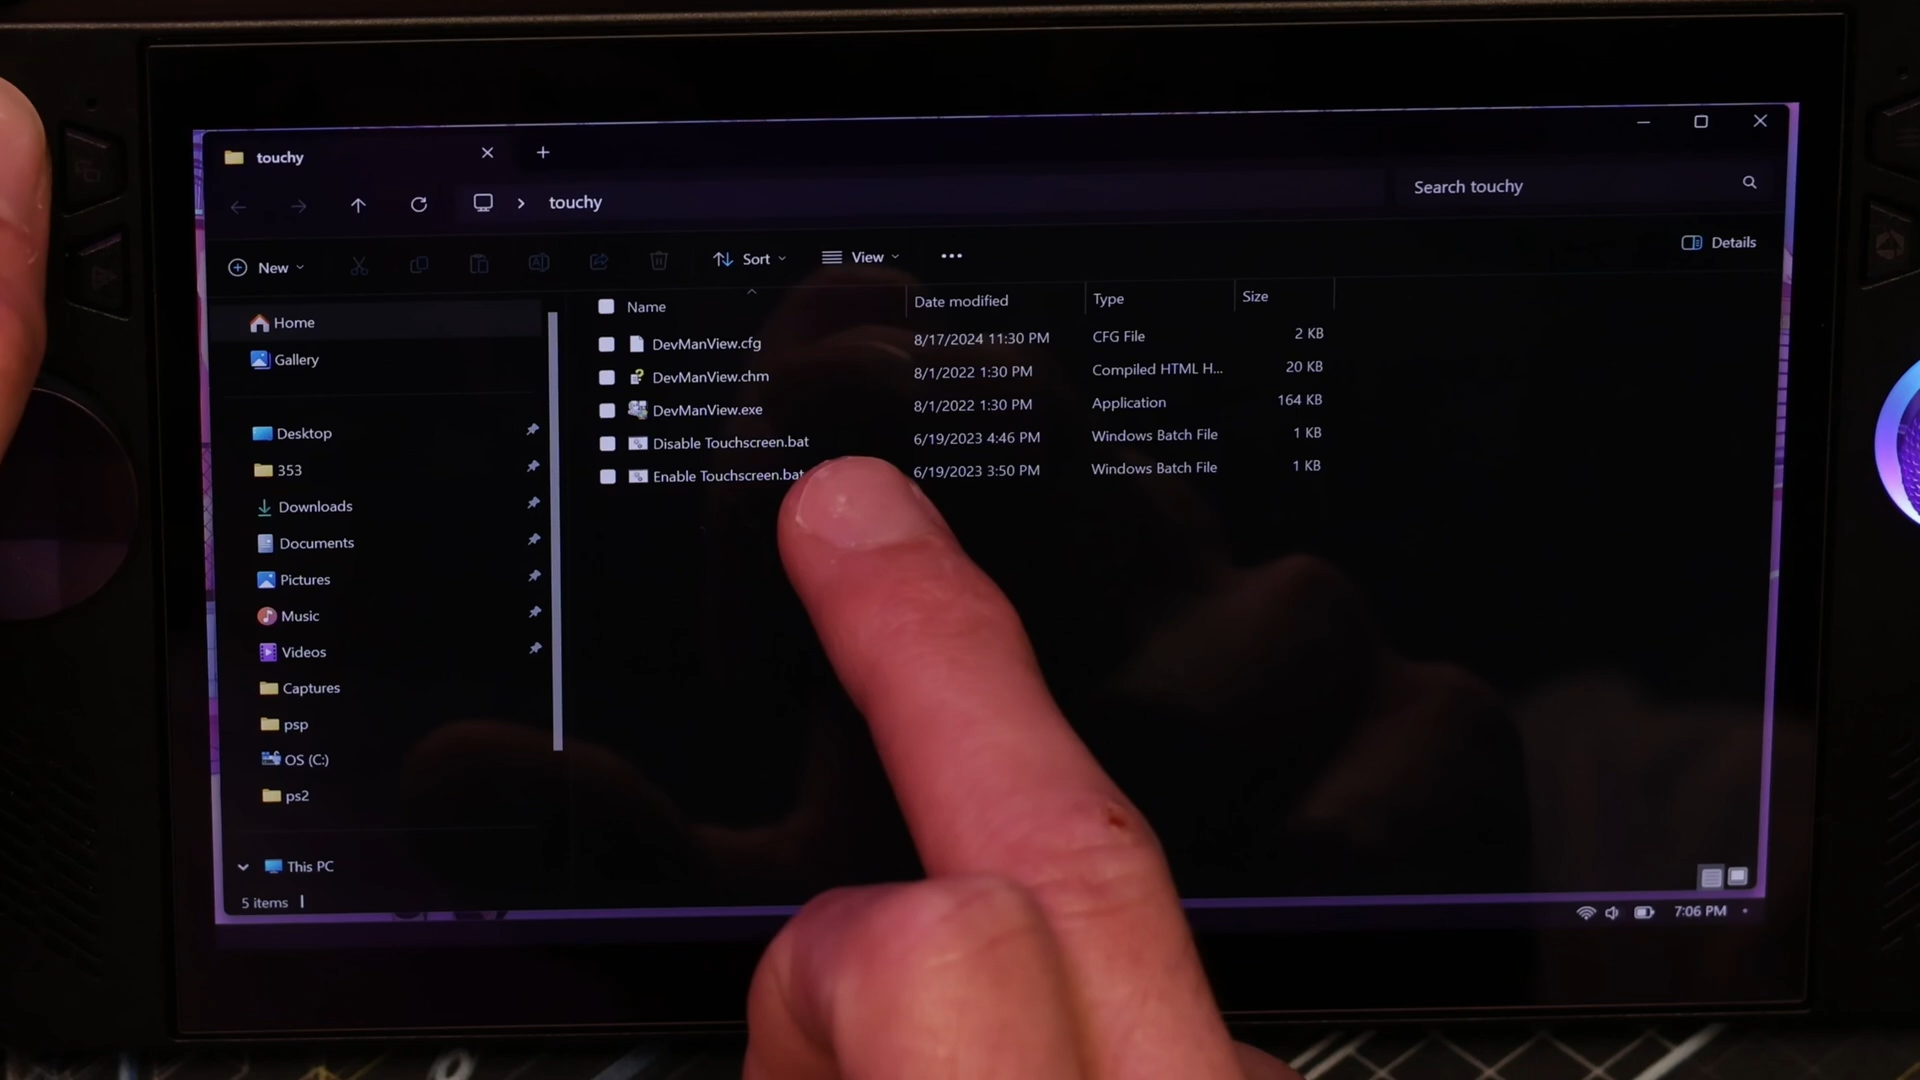 touchy
touchy
Search touchy
New
Sort
View
Details
Name
Date modified
Type
Size
DevManView.cfg
8/17/2024 11:30 PM
CFG File
2 KB
DevManView.chm
8/1/2022 1:30 PM
Compiled HTML H...
20 KB
DevManView.exe
8/1/2022 1:30 PM
Application
164 KB
Disable Touchscreen.bat
6/19/2023 4:46 PM
Windows Batch File
1 KB
Enable Touchscreen.bat
6/19/2023 3:50 PM
Windows Batch File
1 KB
Home
Gallery
Desktop
353
Downloads
Documents
Pictures
Music
Videos
Captures
psp
OS (C:)
ps2
This PC
5 items
7:06 PM